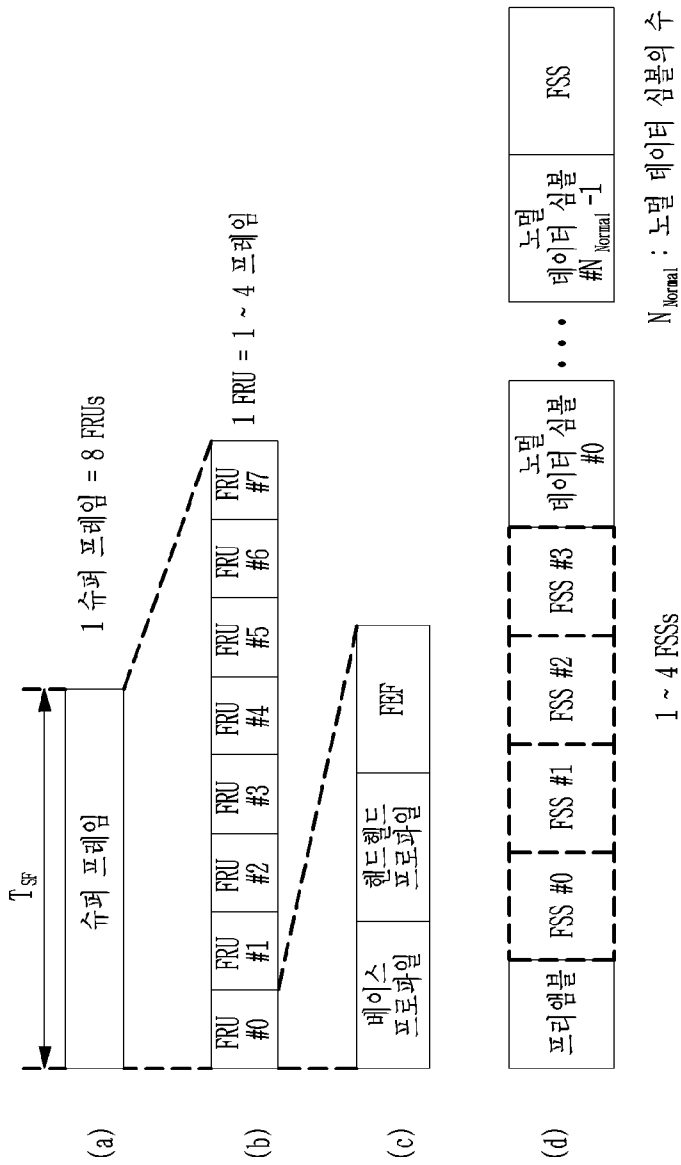 (a)
T_SF
슈퍼 프레임
1 슈퍼 프레임 = 8 FRUs
(b)
FRU
#0
FRU
#1
FRU
#2
FRU
#3
FRU
#4
FRU
#5
FRU
#6
FRU
#7
1 FRU = 1 ~ 4 프레임
(c)
베이스
프로파일
핸드헬드
프로파일
FEF
(d)
프리앰블
FSS #0
FSS #1
FSS #2
FSS #3
노멀
데이터 심볼
#0
• • •
노멀
데이터 심볼
#N_Normal -1
FSS
1 ~ 4 FSSs
N_Normal : 노멀 데이터 심볼의 수